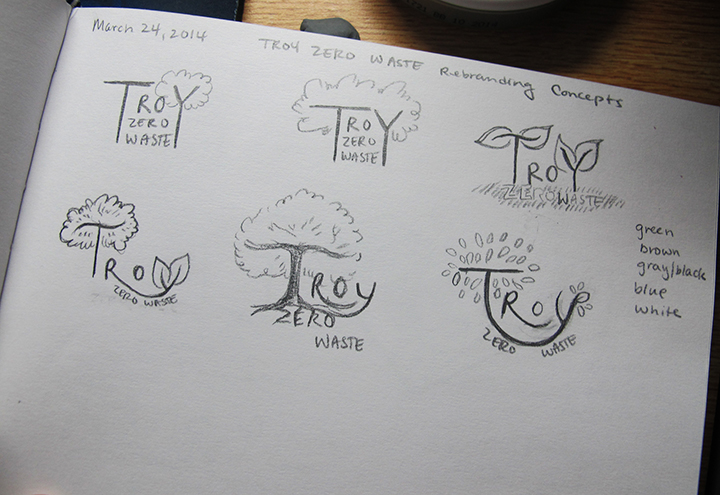 March 24, 2014
TROY ZERO WASTE Rebranding Concepts
TROY
ZERO
WASTE
TROY
ZERO
WASTE
TROY
ZERO WASTE
TROY
ZERO WASTE
TROY
ZERO
WASTE
TROY
ZERO WASTE
green
brown
gray/black
blue
white